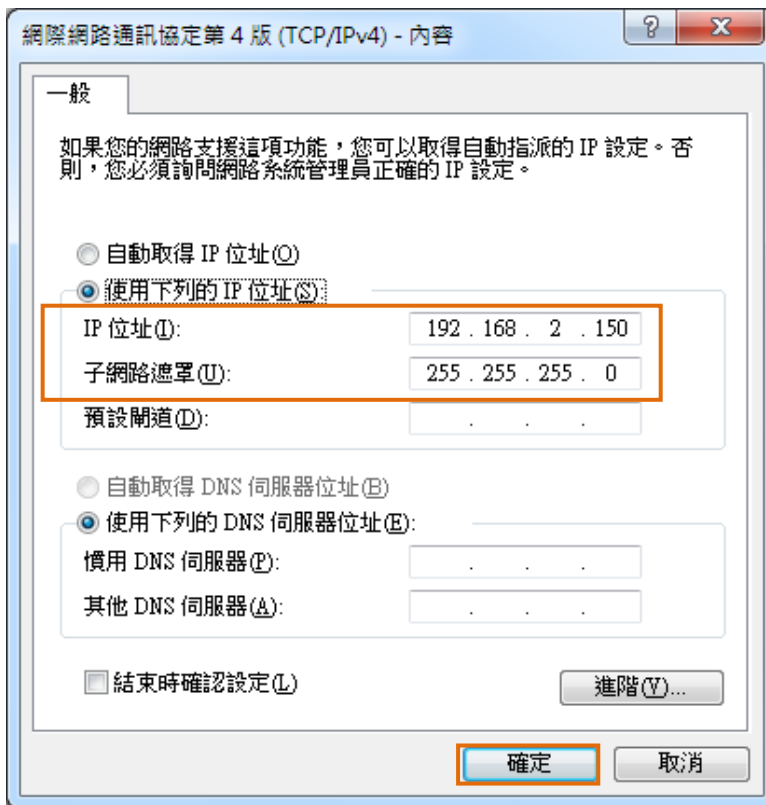 網際網路通訊協定第 4 版 (TCP/IPv4) - 內容
一般
如果您的網路支援這項功能，您可以取得自動指派的 IP 設定。否
則，您必須詢問網路系統管理員正確的 IP 設定。
自動取得 IP 位址(O)
使用下列的 IP 位址(S):
IP 位址(I): 192 . 168 . 2 . 150
子網路遮罩(U): 255 . 255 . 255 . 0
預設閘道(D): . . .
自動取得 DNS 伺服器位址(B)
使用下列的 DNS 伺服器位址(E):
慣用 DNS 伺服器(P): . . .
其他 DNS 伺服器(A): . . .
結束時確認設定(L)
進階(V)...
確定 取消